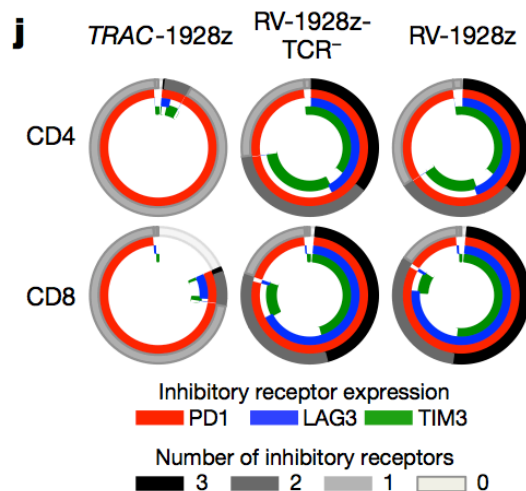 j
TRAC-1928z RV-1928z-TCR⁻ RV-1928z
CD4
CD8
Inhibitory receptor expression
PD1 LAG3 TIM3
Number of inhibitory receptors
3 2 1 0